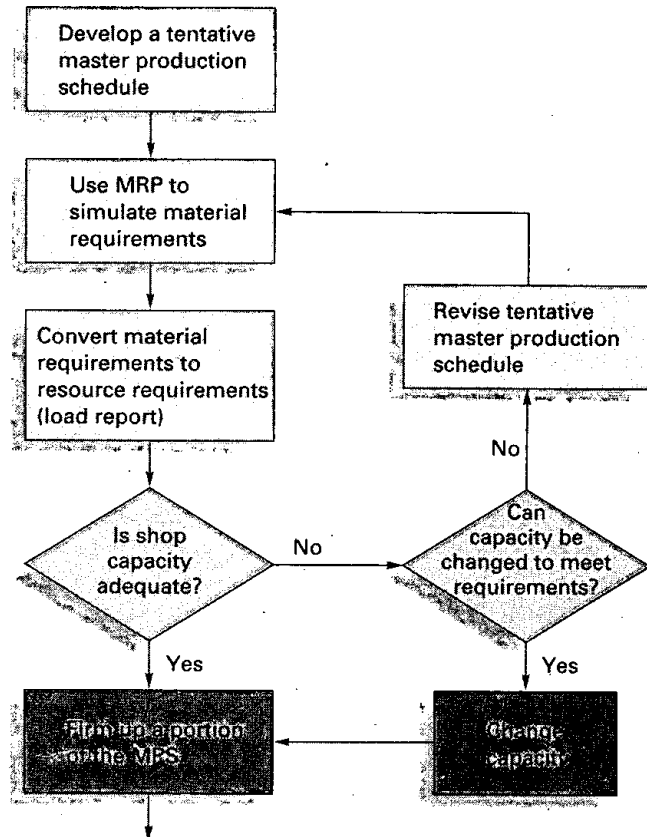 Develop a tentative
master production
schedule
Use MRP to
simulate material
requirements
Convert material
requirements to
resource requirements
(load report)
Revise tentative
master production
schedule
No
Is shop
capacity
adequate?
No
Can
capacity be
changed to meet
requirements?
Yes
Yes
Firm up a portion
of the MPS
Change
capacity